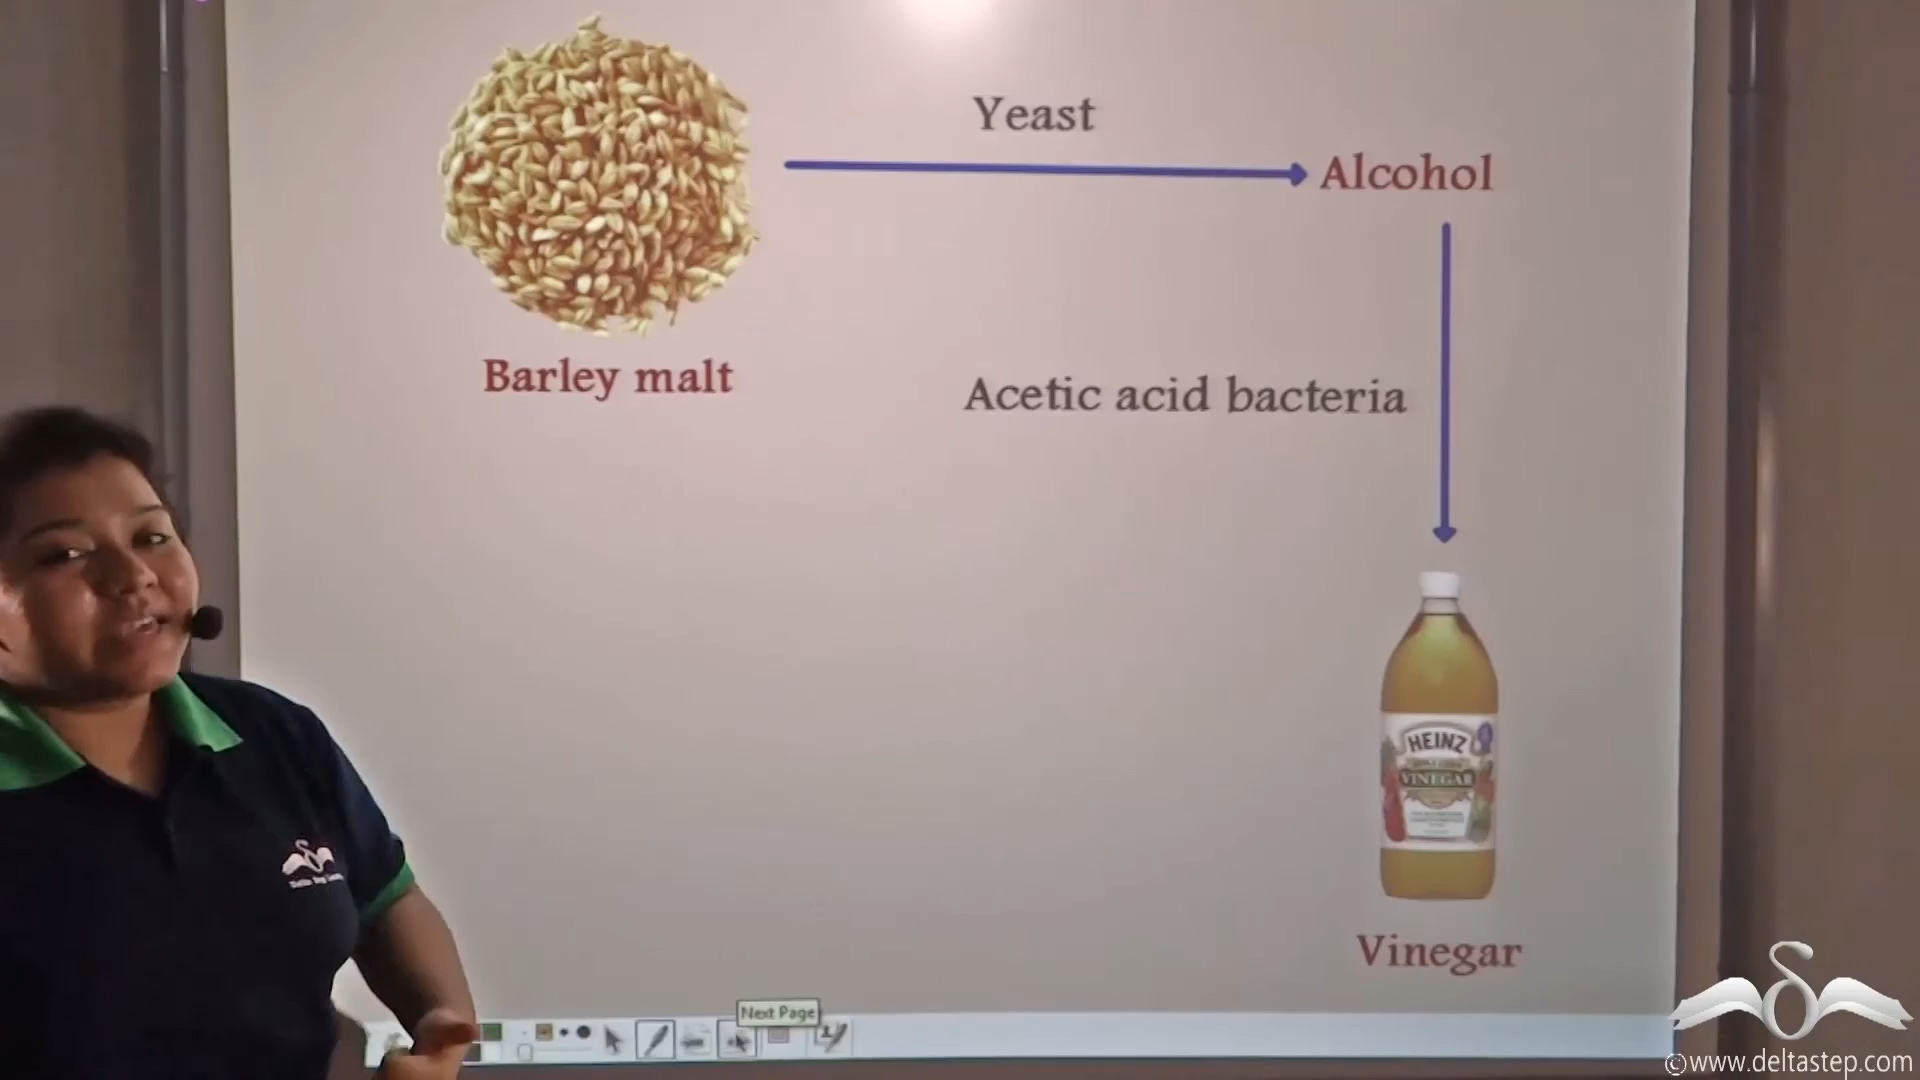 Yeast
Alcohol
Barley malt
Acetic acid bacteria
HEINZ
VINEGAR
Vinegar
Next Page
©www.deltastep.com